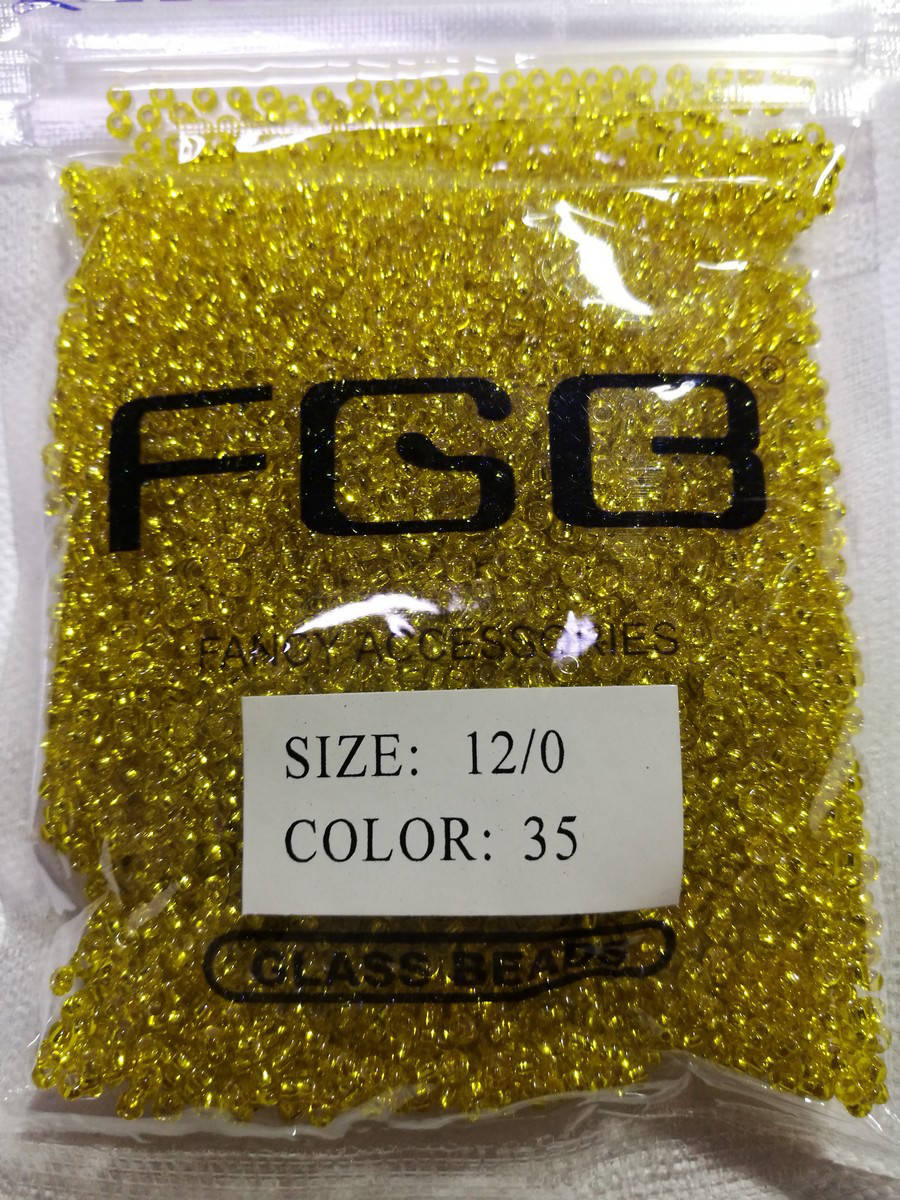 FGB®
FANCY ACCESSORIES
SIZE: 12/0
COLOR: 35
GLASS BEADS